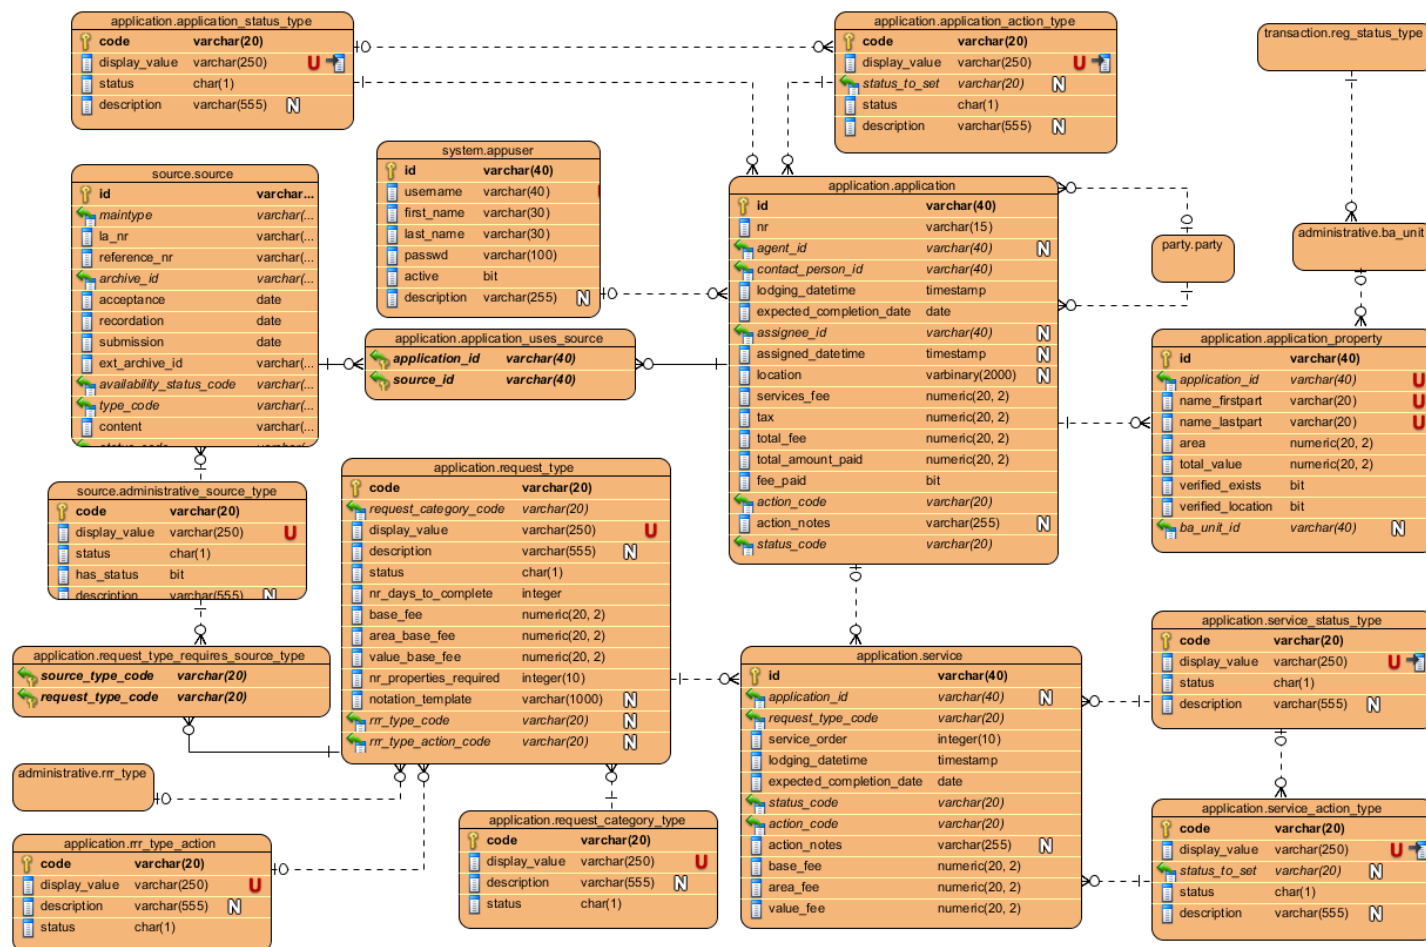 application.application_status_type
code varchar(20)
display_value varchar(250) U
status char(1)
description varchar(555) N
application.application_action_type
code varchar(20)
display_value varchar(250) U
status_to_set varchar(20) N
status char(1)
description varchar(555) N
transaction.reg_status_type
system.appuser
id varchar(40)
username varchar(40)
first_name varchar(30)
last_name varchar(30)
passwd varchar(100)
active bit
description varchar(255) N
source.source
id varchar...
maintype varchar(...
la_nr varchar(...
reference_nr varchar(...
archive_id varchar(...
acceptance date
recordation date
submission date
ext_archive_id varchar(...
availability_status_code varchar(...
type_code varchar(...
content varchar(...
status_code varchar(...
application.application
id varchar(40)
nr varchar(15)
agent_id varchar(40) N
contact_person_id varchar(40)
lodging_datetime timestamp
expected_completion_date date
assignee_id varchar(40) N
assigned_datetime timestamp N
location varbinary(2000) N
services_fee numeric(20, 2)
tax numeric(20, 2)
total_fee numeric(20, 2)
total_amount_paid numeric(20, 2)
fee_paid bit
action_code varchar(20)
action_notes varchar(255) N
status_code varchar(20)
party.party
administrative.ba_unit
application.application_uses_source
application_id varchar(40)
source_id varchar(40)
application.application_property
id varchar(40)
application_id varchar(40) U
name_firstpart varchar(20) U
name_lastpart varchar(20) U
area numeric(20, 2)
total_value numeric(20, 2)
verified_exists bit
verified_location bit
ba_unit_id varchar(40) N
application.request_type
code varchar(20)
request_category_code varchar(20)
display_value varchar(250) U
description varchar(555) N
status char(1)
nr_days_to_complete integer
base_fee numeric(20, 2)
area_base_fee numeric(20, 2)
value_base_fee numeric(20, 2)
nr_properties_required integer(10)
notation_template varchar(1000) N
rrr_type_code varchar(20) N
rrr_type_action_code varchar(20) N
source.administrative_source_type
code varchar(20)
display_value varchar(250) U
status char(1)
has_status bit
description varchar(555) N
application.request_type_requires_source_type
source_type_code varchar(20)
request_type_code varchar(20)
application.service
id varchar(40)
application_id varchar(40) N
request_type_code varchar(20)
service_order integer(10)
lodging_datetime timestamp
expected_completion_date date
status_code varchar(20)
action_code varchar(20)
action_notes varchar(255) N
base_fee numeric(20, 2)
area_fee numeric(20, 2)
value_fee numeric(20, 2)
application.service_status_type
code varchar(20)
display_value varchar(250) U
status char(1)
description varchar(555) N
administrative.rrr_type
application.rrr_type_action
code varchar(20)
display_value varchar(250) U
description varchar(555) N
status char(1)
application.request_category_type
code varchar(20)
display_value varchar(250) U
description varchar(555) N
status char(1)
application.service_action_type
code varchar(20)
display_value varchar(250) U
status_to_set varchar(20) N
status char(1)
description varchar(555) N